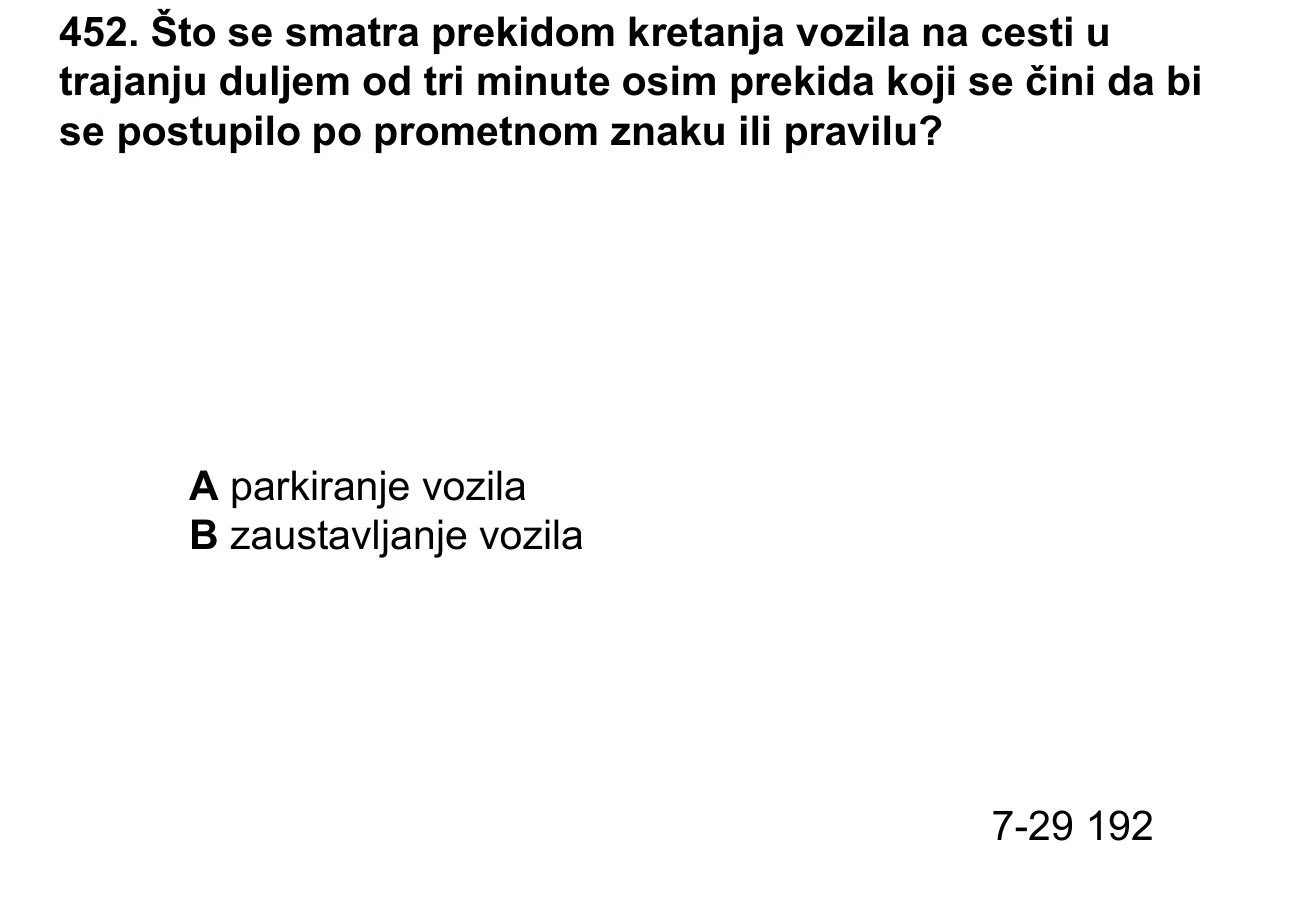 452. Što se smatra prekidom kretanja vozila na cesti u
trajanju duljem od tri minute osim prekida koji se čini da bi
se postupilo po prometnom znaku ili pravilu?
A parkiranje vozila
B zaustavljanje vozila
7-29 192